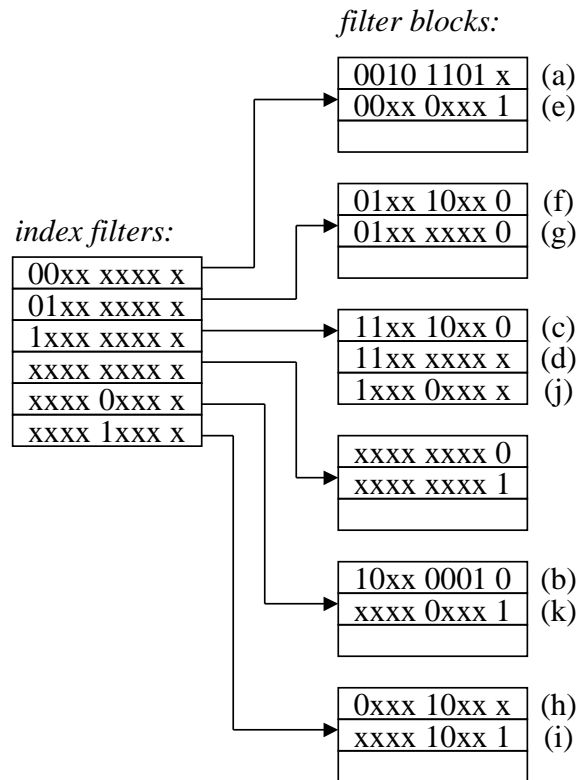 filter blocks:
0010 1101 x (a)
00xx 0xxx 1 (e)
01xx 10xx 0 (f)
01xx xxxx 0 (g)
index filters:
00xx xxxx x
01xx xxxx x
1xxx xxxx x
xxxx xxxx x
xxxx 0xxx x
xxxx 1xxx x
11xx 10xx 0 (c)
11xx xxxx x (d)
1xxx 0xxx x (j)
xxxx xxxx 0
xxxx xxxx 1
10xx 0001 0 (b)
xxxx 0xxx 1 (k)
0xxx 10xx x (h)
xxxx 10xx 1 (i)